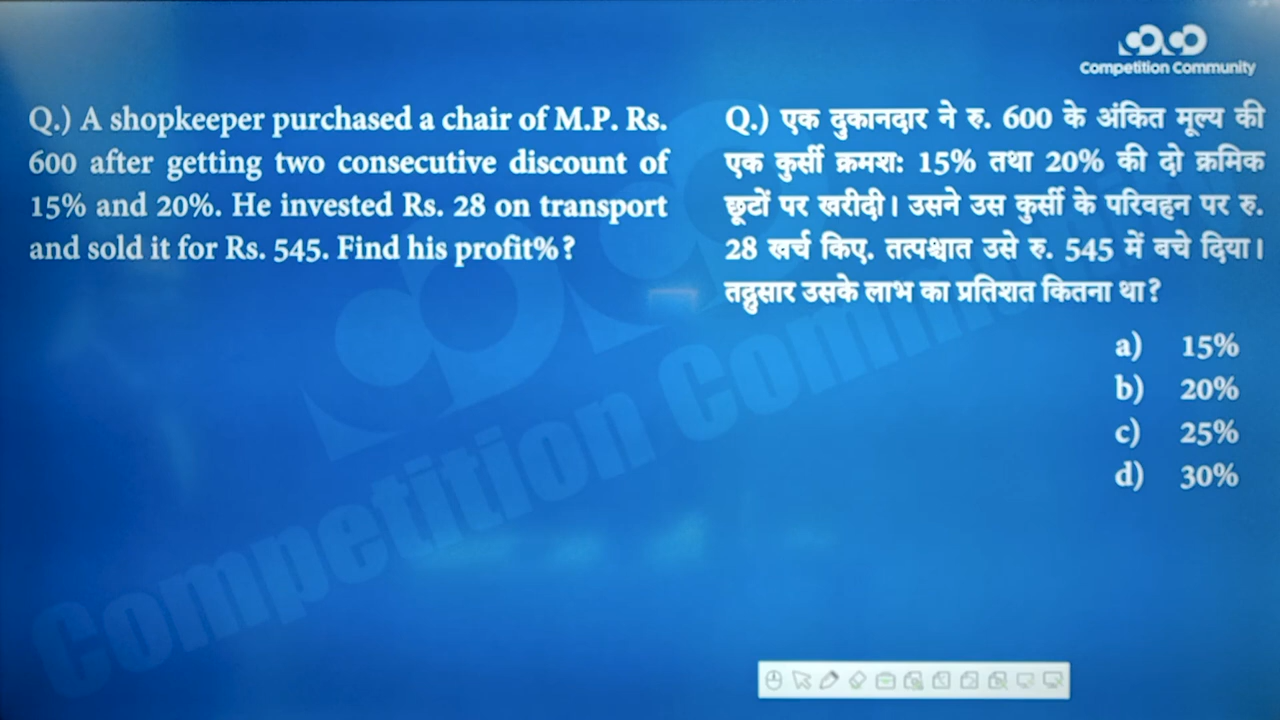 Competition Community
Q.) A shopkeeper purchased a chair of M.P. Rs.
600 after getting two consecutive discount of
15% and 20%. He invested Rs. 28 on transport
and sold it for Rs. 545. Find his profit%?
Q.) एक दुकानदार ने रु. 600 के अंकित मूल्य की
एक कुर्सी क्रमश: 15% तथा 20% की दो क्रमिक
छूटों पर खरीदी। उसने उस कुर्सी के परिवहन पर रु.
28 खर्च किए. तत्पश्चात उसे रु. 545 में बचे दिया।
तद्नुसार उसके लाभ का प्रतिशत कितना था?
a) 15%
b) 20%
c) 25%
d) 30%
Competition Community